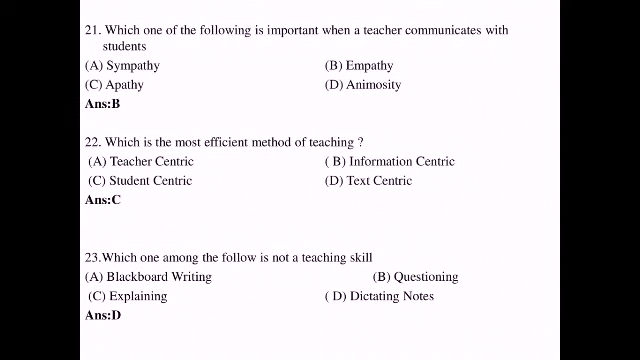 21. Which one of the following is important when a teacher communicates with
students
(A) Sympathy (B) Empathy
(C) Apathy (D) Animosity
Ans:B
22. Which is the most efficient method of teaching ?
(A) Teacher Centric ( B) Information Centric
(C) Student Centric (D) Text Centric
Ans:C
23.Which one among the follow is not a teaching skill
(A) Blackboard Writing (B) Questioning
(C) Explaining ( D) Dictating Notes
Ans:D